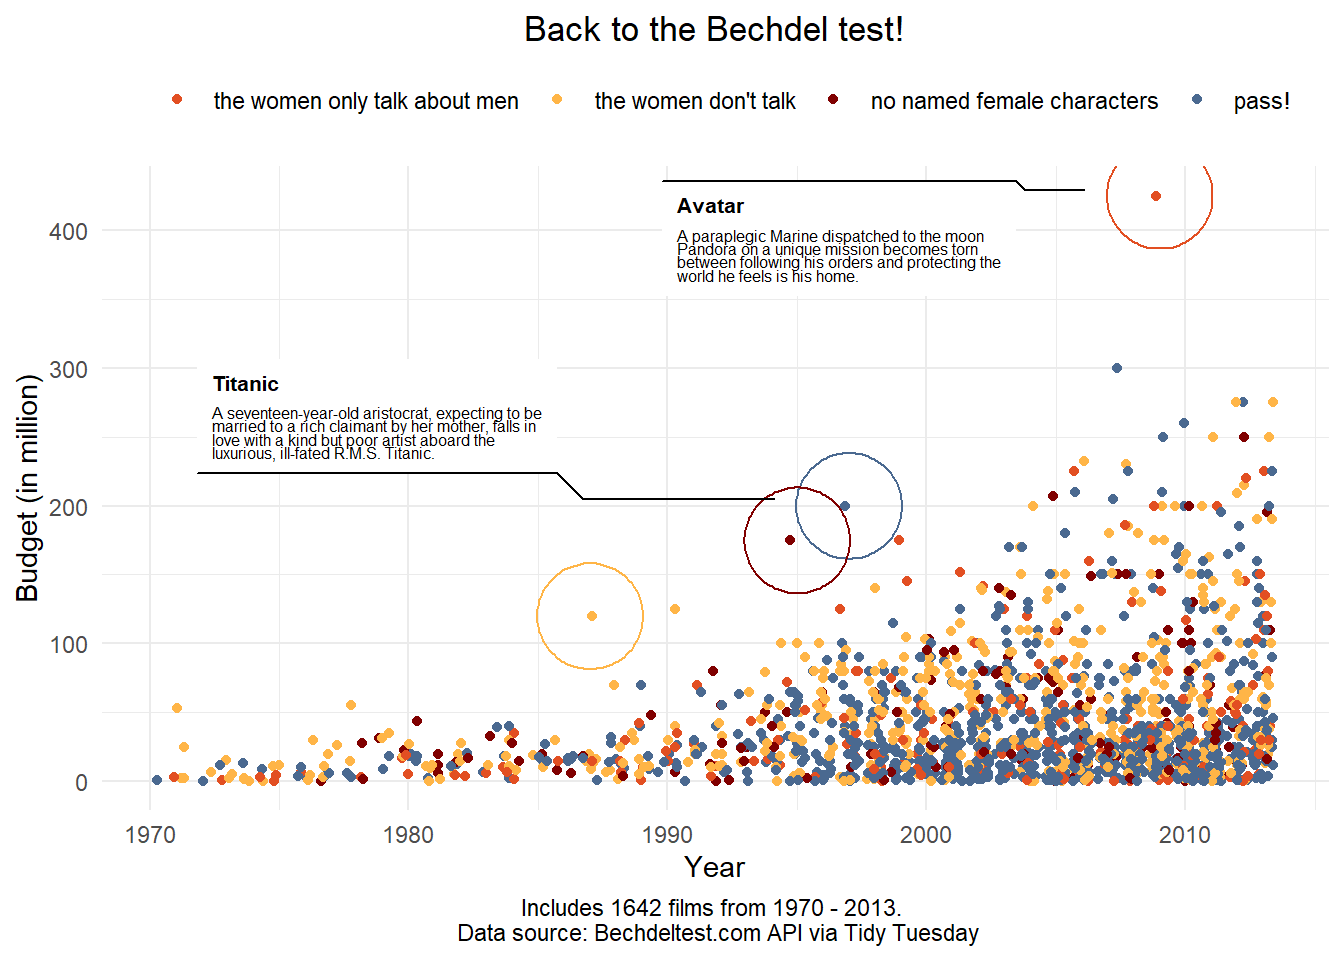 Back to the Bechdel test!
the women only talk about men
the women don't talk
no named female characters
pass!
Budget (in million)
400
300
200
100
0
Avatar
A paraplegic Marine dispatched to the moon
Pandora on a unique mission becomes torn
between following his orders and protecting the
world he feels is his home.
Titanic
A seventeen-year-old aristocrat, expecting to be
married to a rich claimant by her mother, falls in
love with a kind but poor artist aboard the
luxurious, ill-fated R.M.S. Titanic.
1970
1980
1990
2000
2010
Year
Includes 1642 films from 1970 - 2013.
Data source: Bechdeltest.com API via Tidy Tuesday